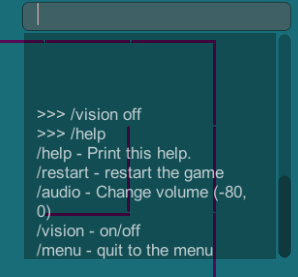 >>> /vision off
>>> /help
/help - Print this help.
/restart - restart the game
/audio - Change volume (-80,
0)
/vision - on/off
/menu - quit to the menu